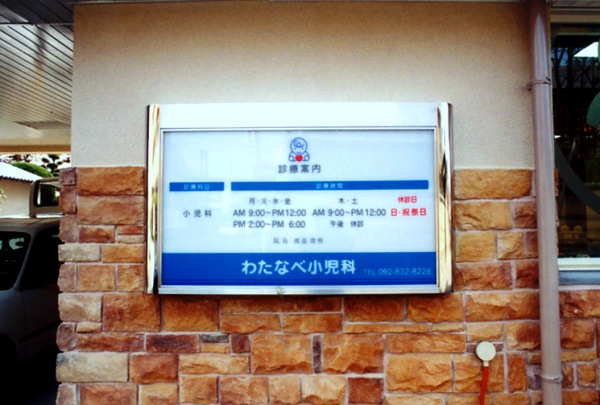 診療案内
診療科目 診療時間
月・火・水・金 木・土 休診日
小児科 AM 9:00~PM12:00 AM 9:00~PM12:00 日・祝祭日
PM 2:00~PM 6:00 午後 休診
院長
わたなべ小児科 TEL.092-832-8228